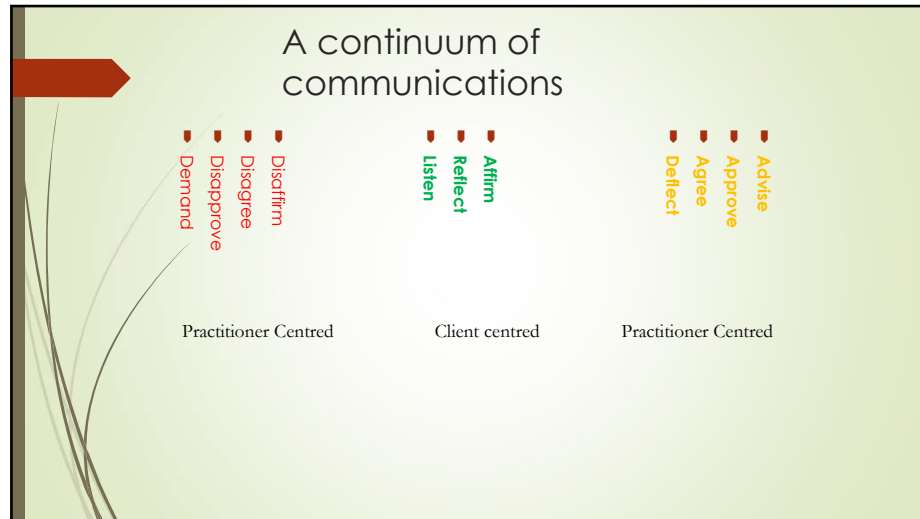 A continuum of
communications
Demand
Disapprove
Disagree
Disaffirm
Listen
Reflect
Affirm
Deflect
Agree
Approve
Advise
Practitioner Centred
Client centred
Practitioner Centred